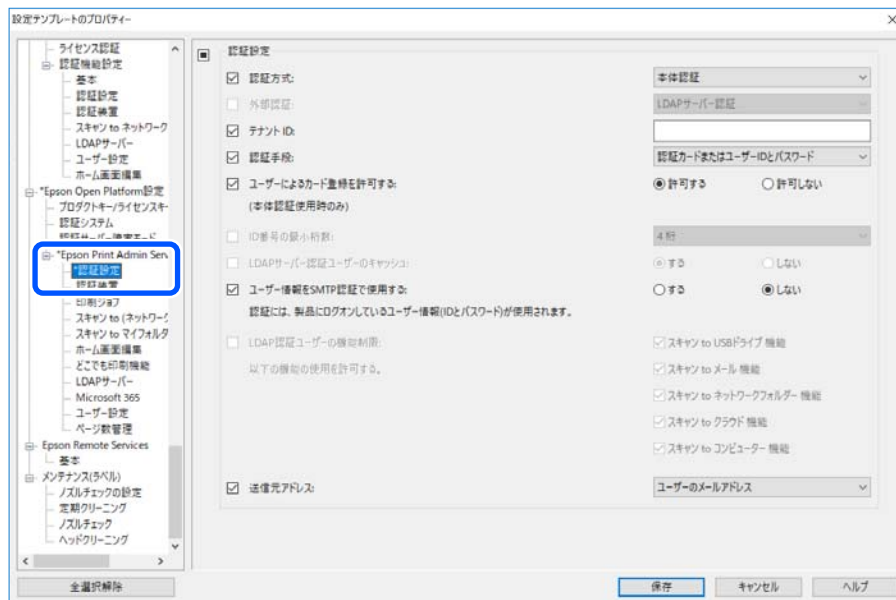 設定テンプレートのプロパティー
ライセンス認証
認証機能設定
基本
認証設定
認証装置
スキャン to ネットワーク
LDAPサーバー
ユーザー設定
ホーム画面編集
*Epson Open Platform設定
プロダクトキー/ライセンスキ-
認証システム
認証サーバー障害モード
*Epson Print Admin Serv
*認証設定
認証装置
印刷ジョブ
スキャン to (ネットワーク
スキャン to マイフォルダ
ホーム画面編集
どこでも印刷機能
LDAPサーバー
Microsoft 365
ユーザー設定
ページ数管理
Epson Remote Services
基本
メンテナンス(ラベル)
ノズルチェックの設定
定期クリーニング
ノズルチェック
ヘッドクリーニング
全選択解除
認証設定
認証方式: 本体認証
外部認証: LDAPサーバー認証
テナント ID:
認証手段: 認証カードまたはユーザーIDとパスワード
ユーザーによるカード登録を許可する: 許可する 許可しない
(本体認証使用時のみ)
ID番号の最小桁数: 4 桁
LDAPサーバー認証ユーザーのキャッシュ: する しない
ユーザー情報をSMTP認証で使用する: する しない
認証には、製品にログオンしているユーザー情報(IDとパスワード)が使用されます。
LDAP認証ユーザーの機能制限: スキャン to USBドライブ 機能
以下の機能の使用を許可する。 スキャン to メール 機能
スキャン to ネットワークフォルダー 機能
スキャン to クラウド 機能
スキャン to コンピューター 機能
送信元アドレス: ユーザーのメールアドレス
保存 キャンセル ヘルプ